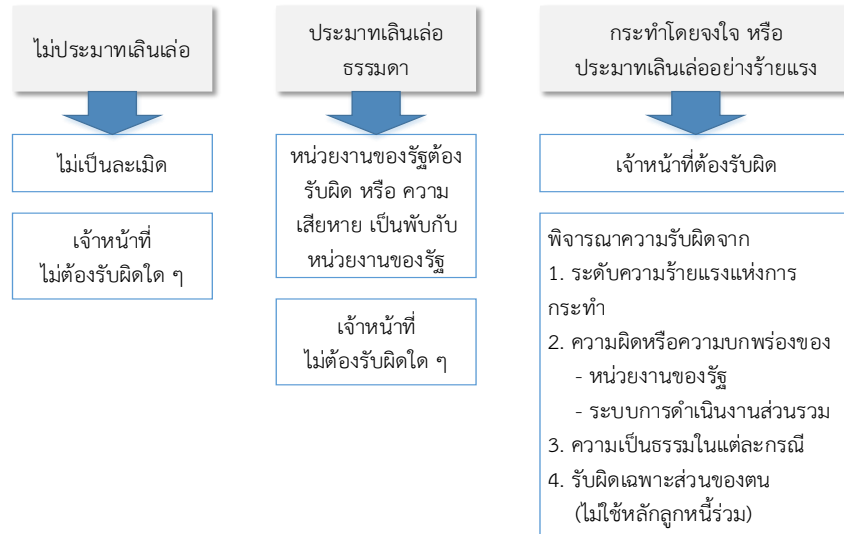 ไม่ประมาทเลินเล่อ
ไม่เป็นละเมิด
เจ้าหน้าที่
ไม่ต้องรับผิดใด ๆ
ประมาทเลินเล่อ
ธรรมดา
หน่วยงานของรัฐต้อง
รับผิด หรือ ความ
เสียหาย เป็นพับกับ
หน่วยงานของรัฐ
เจ้าหน้าที่
ไม่ต้องรับผิดใด ๆ
กระทำโดยจงใจ หรือ
ประมาทเลินเล่ออย่างร้ายแรง
เจ้าหน้าที่ต้องรับผิด
พิจารณาความรับผิดจาก
1. ระดับความร้ายแรงแห่งการ
กระทำ
2. ความผิดหรือความบกพร่องของ
- หน่วยงานของรัฐ
- ระบบการดำเนินงานส่วนรวม
3. ความเป็นธรรมในแต่ละกรณี
4. รับผิดเฉพาะส่วนของตน
(ไม่ใช้หลักลูกหนี้ร่วม)